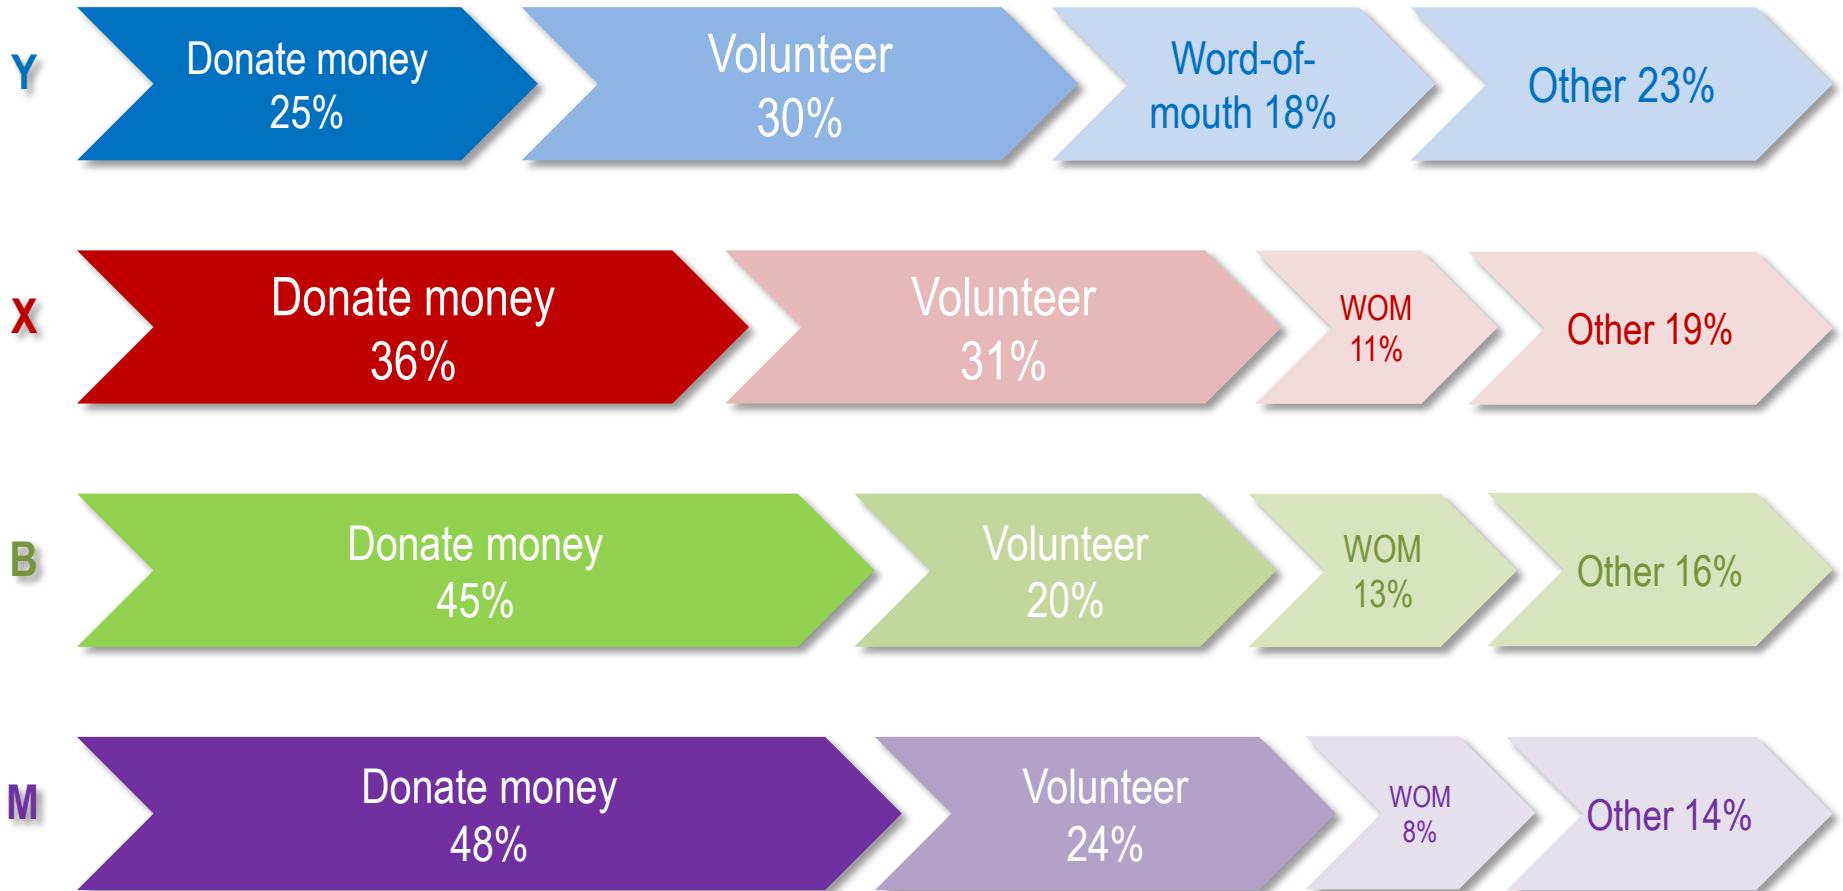 Y
Donate money
25%
Volunteer
30%
Word-of-
mouth 18%
Other 23%
X
Donate money
36%
Volunteer
31%
WOM
11%
Other 19%
B
Donate money
45%
Volunteer
20%
WOM
13%
Other 16%
M
Donate money
48%
Volunteer
24%
WOM
8%
Other 14%